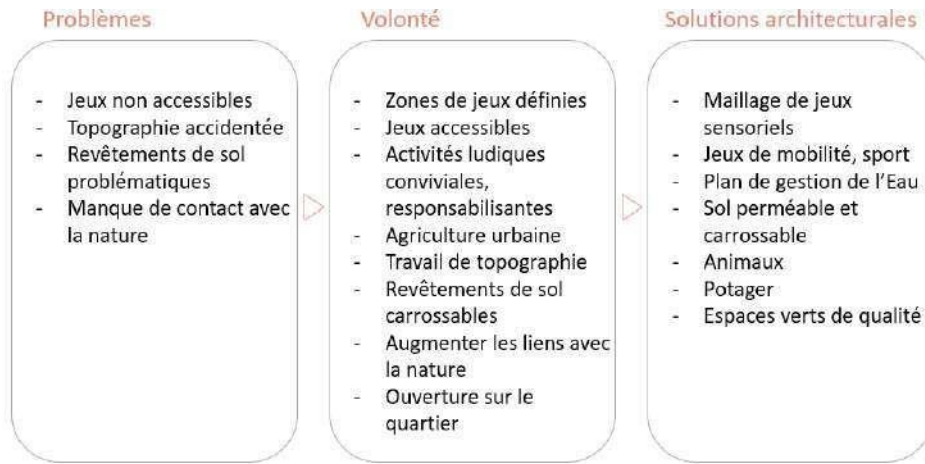 Problèmes
- Jeux non accessibles
- Topographie accidentée
- Revêtements de sol
problématiques
- Manque de contact avec
la nature
Volonté
- Zones de jeux définies
- Jeux accessibles
- Activités ludiques
conviviales,
responsabilisantes
- Agriculture urbaine
- Travail de topographie
- Revêtements de sol
carrossables
- Augmenter les liens avec
la nature
- Ouverture sur le
quartier
Solutions architecturales
- Maillage de jeux
sensoriels
- Jeux de mobilité, sport
- Plan de gestion de l'Eau
- Sol perméable et
carrossable
- Animaux
- Potager
- Espaces verts de qualité